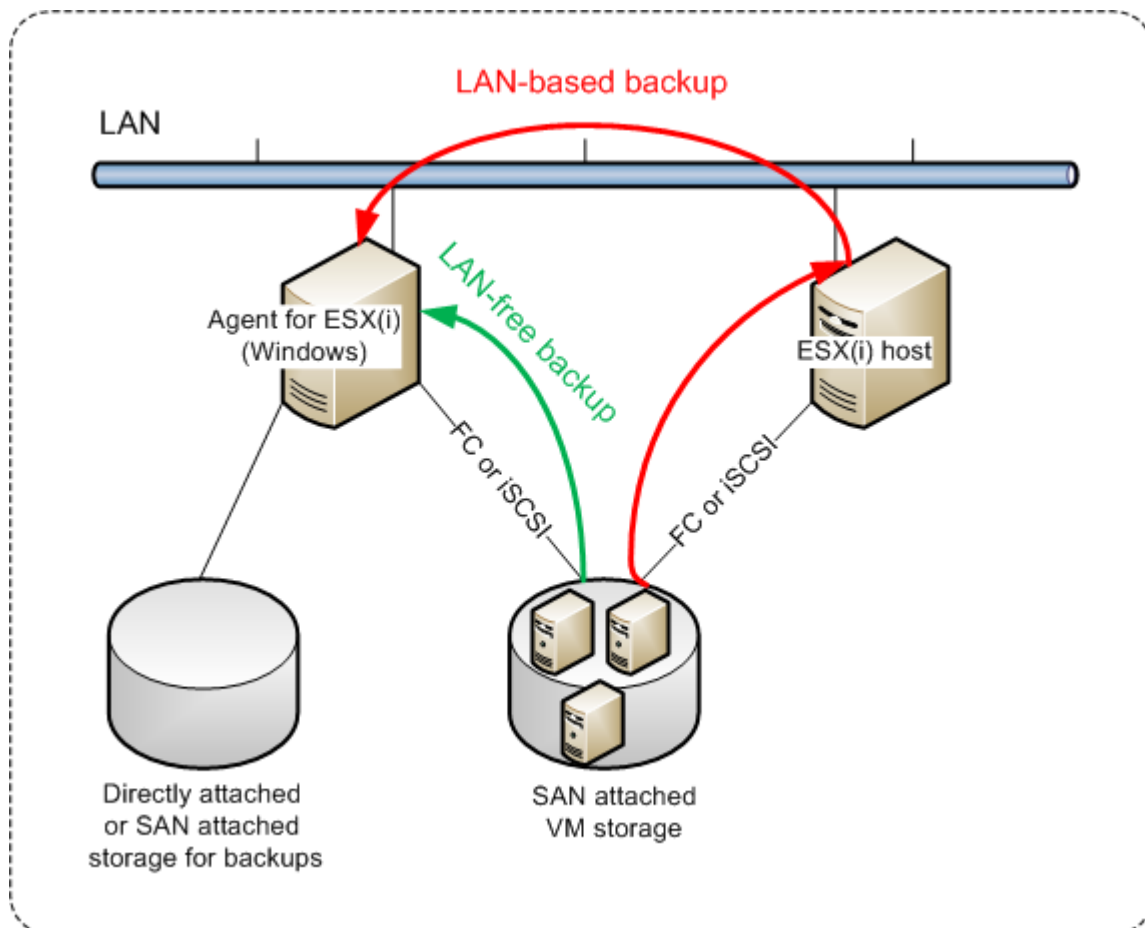 LAN-based backup
LAN
LAN-free backup
Agent for ESX(i)
(Windows)
ESX(i) host
FC or iSCSI
FC or iSCSI
Directly attached
or SAN attached
storage for backups
SAN attached
VM storage